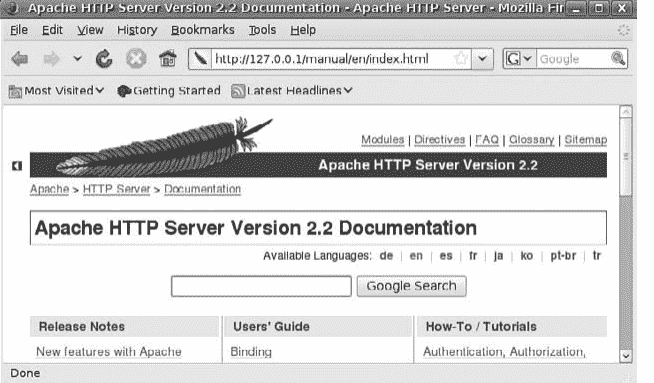 Apache HTTP Server Version 2.2 Documentation - Apache HTTP Server - Mozilla Fir
File Edit View History Bookmarks Tools Help
http://127.0.0.1/manual/en/index.html G Google
Most Visited Getting Started Latest Headlines
Modules | Directives | FAQ | Glossary | Sitemap
Apache HTTP Server Version 2.2
Apache > HTTP Server > Documentation
Apache HTTP Server Version 2.2 Documentation
Available Languages: de | en | es | fr | ja | ko | pt-br | tr
Google Search
Release Notes Users' Guide How-To / Tutorials
New features with Apache Binding Authentication, Authorization,
Done